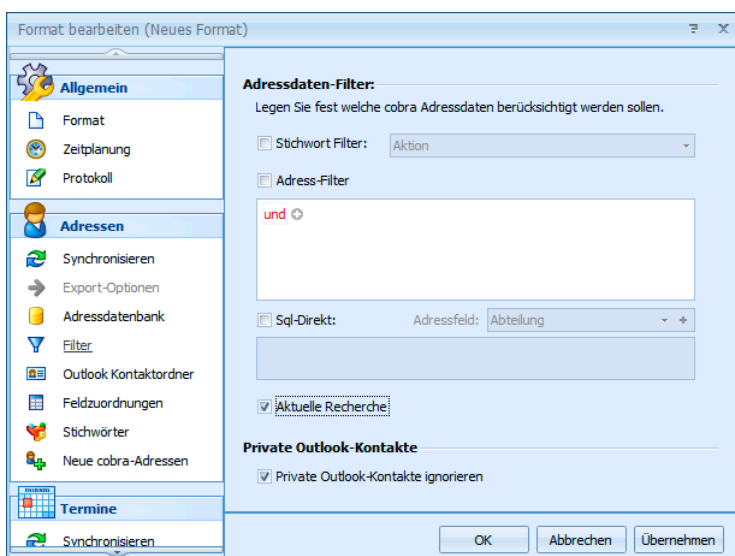 Format bearbeiten (Neues Format)
Allgemein
Format
Zeitplanung
Protokoll
Adressen
Synchronisieren
Export-Optionen
Adressdatenbank
Filter
Outlook Kontaktordner
Feldzuordnungen
Stichwörter
Neue cobra-Adressen
Termine
Synchronisieren
Adressdaten-Filter:
Legen Sie fest welche cobra Adressdaten berücksichtigt werden sollen.
Stichwort Filter: Aktion
Adress-Filter
und
Sql-Direkt: Adressfeld: Abteilung
Aktuelle Recherche
Private Outlook-Kontakte
Private Outlook-Kontakte ignorieren
OK Abbrechen Übernehmen